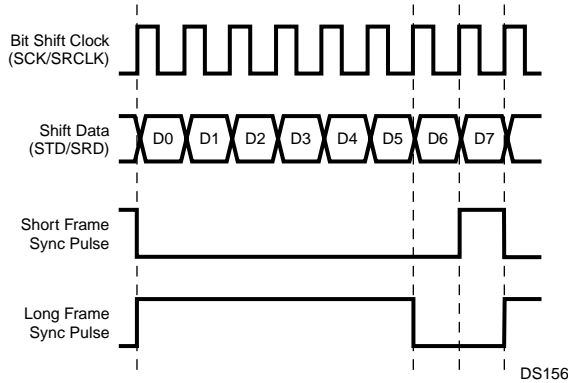 Bit Shift Clock
(SCK/SRCLK)
Shift Data
(STD/SRD)
D0 D1 D2 D3 D4 D5 D6 D7
Short Frame
Sync Pulse
Long Frame
Sync Pulse
DS156